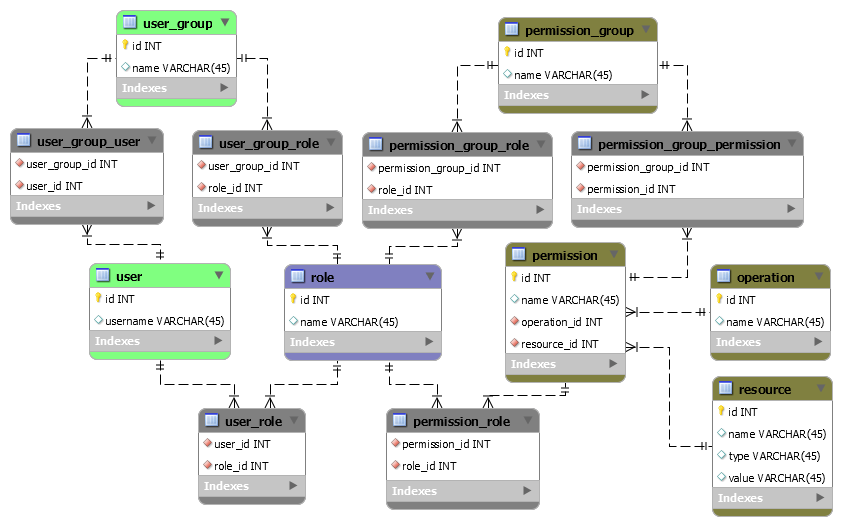 user_group
id INT
name VARCHAR(45)
Indexes
permission_group
id INT
name VARCHAR(45)
Indexes
user_group_user
user_group_id INT
user_id INT
Indexes
user_group_role
user_group_id INT
role_id INT
Indexes
permission_group_role
permission_group_id INT
role_id INT
Indexes
permission_group_permission
permission_group_id INT
permission_id INT
Indexes
user
id INT
username VARCHAR(45)
Indexes
role
id INT
name VARCHAR(45)
Indexes
permission
id INT
name VARCHAR(45)
operation_id INT
resource_id INT
Indexes
operation
id INT
name VARCHAR(45)
Indexes
user_role
user_id INT
role_id INT
Indexes
permission_role
permission_id INT
role_id INT
Indexes
resource
id INT
name VARCHAR(45)
type VARCHAR(45)
value VARCHAR(45)
Indexes